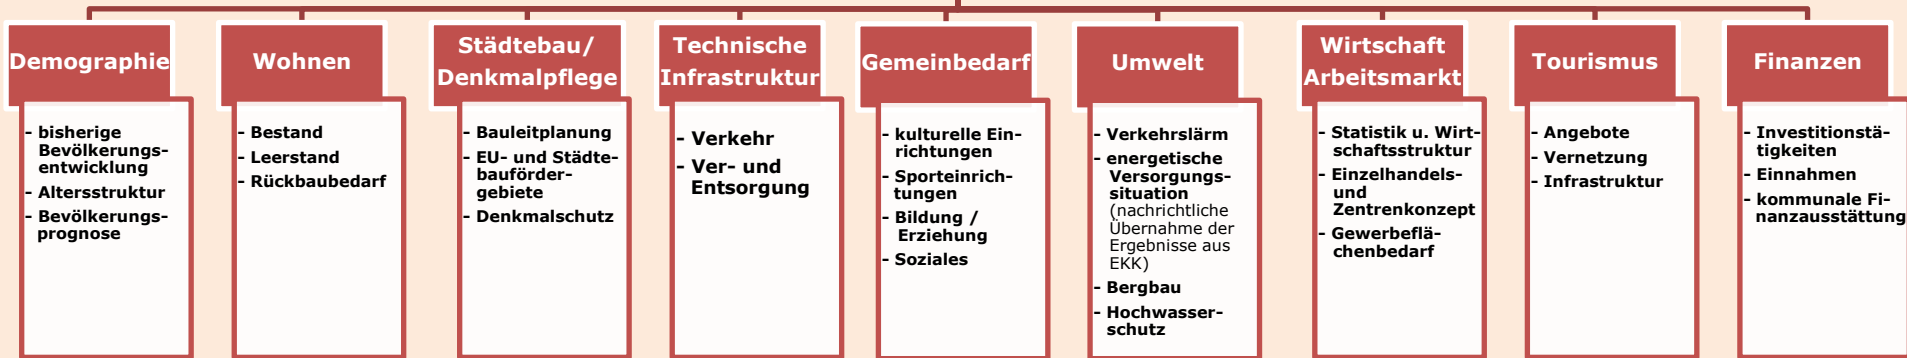 Demographie
- bisherige
Bevölkerungs-
entwicklung
- Altersstruktur
- Bevölkerungs-
prognose
Wohnen
- Bestand
- Leerstand
- Rückbaubedarf
Städtebau/
Denkmalpflege
- Bauleitplanung
- EU- und Städte-
bauförder-
gebiete
- Denkmalschutz
Technische
Infrastruktur
- Verkehr
- Ver- und
Entsorgung
Gemeinbedarf
- kulturelle Ein-
richtungen
- Sporteinrich-
tungen
- Bildung /
Erziehung
- Soziales
Umwelt
- Verkehrslärm
- energetische
Versorgungs-
situation
(nachrichtliche
Übernahme der
Ergebnisse aus
EKK)
- Bergbau
- Hochwasser-
schutz
Wirtschaft
Arbeitsmarkt
- Statistik u. Wirt-
schaftsstruktur
- Einzelhandels-
und
Zentrenkonzept
- Gewerbeflä-
chenbedarf
Tourismus
- Angebote
- Vernetzung
- Infrastruktur
Finanzen
- Investitionstä-
tigkeiten
- Einnahmen
- kommunale Fi-
nanzausstättung